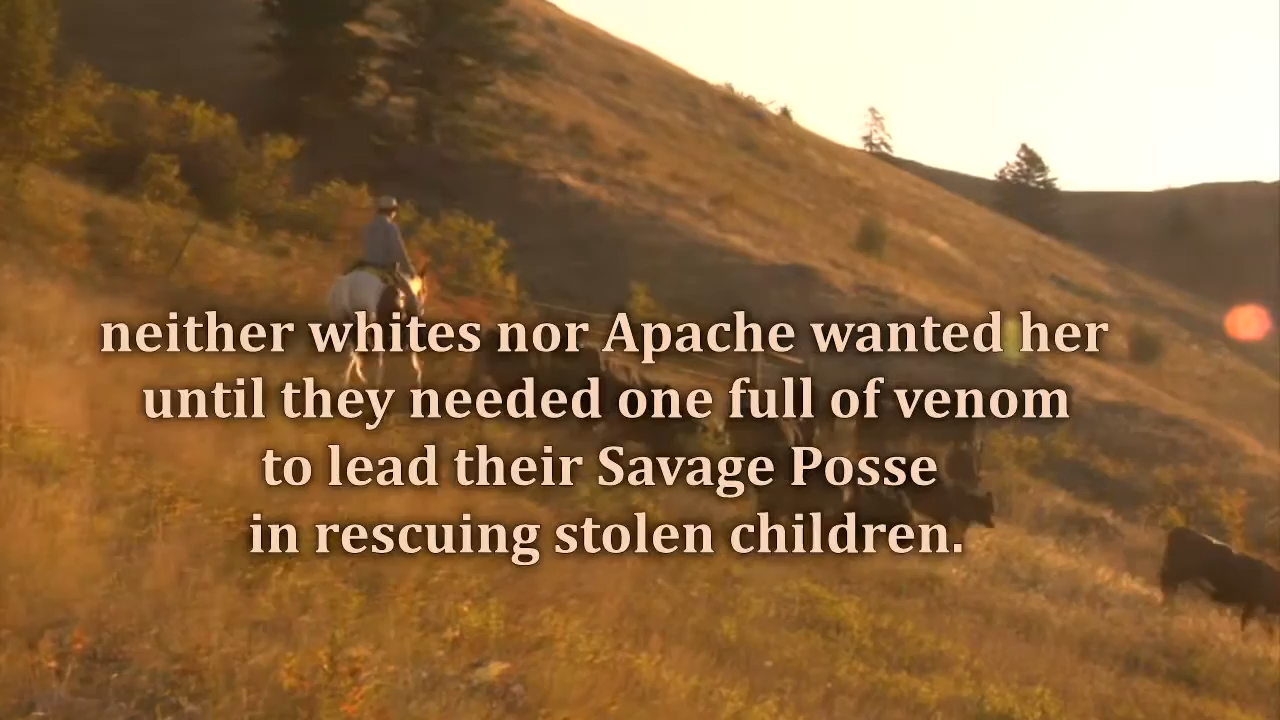 neither whites nor Apache wanted her
until they needed one full of venom
to lead their Savage Posse
in rescuing stolen children.